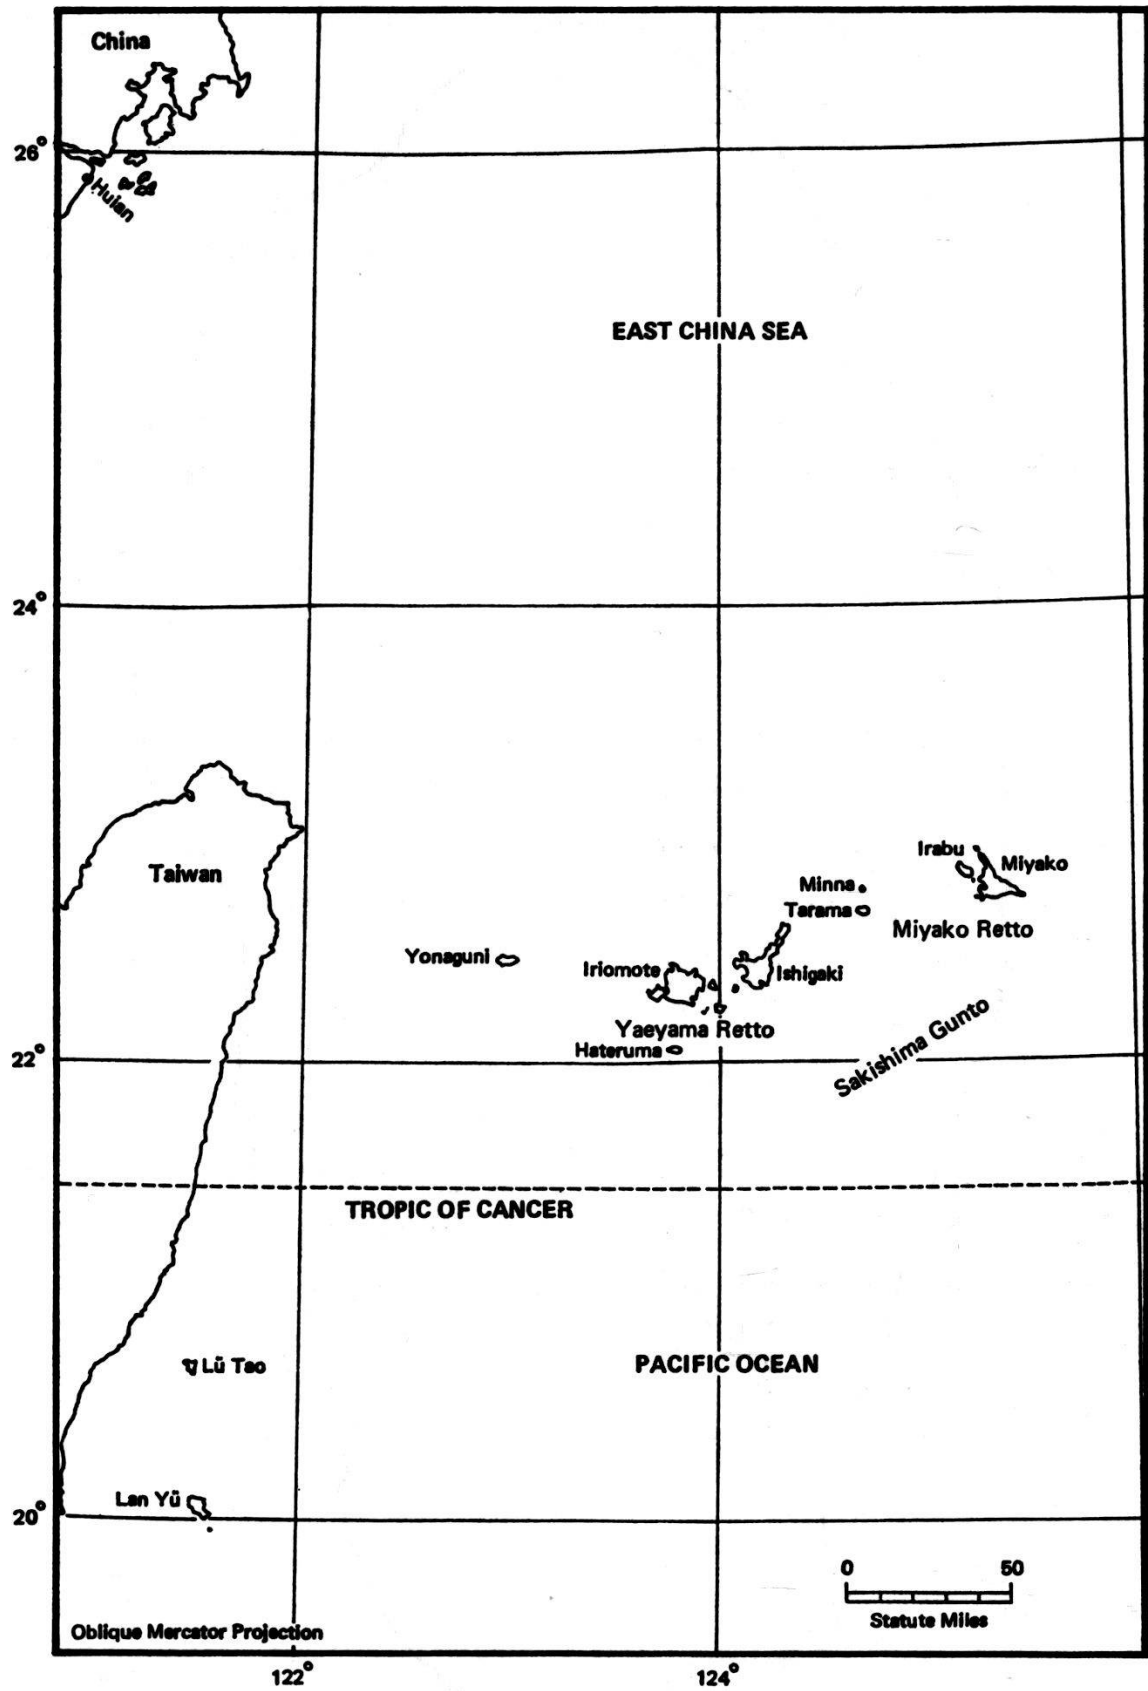 China
26°
Huian
EAST CHINA SEA
24°
Taiwan
Irabu
Miyako
Minna
Tarama
Miyako Retto
Yonaguni
Iriomote
Ishigaki
Yaeyama Retto
Hateruma
Sakishima Gunto
22°
TROPIC OF CANCER
Lü Tao
PACIFIC OCEAN
Lan Yü
20°
0 50
Statute Miles
Oblique Mercator Projection
122° 124°